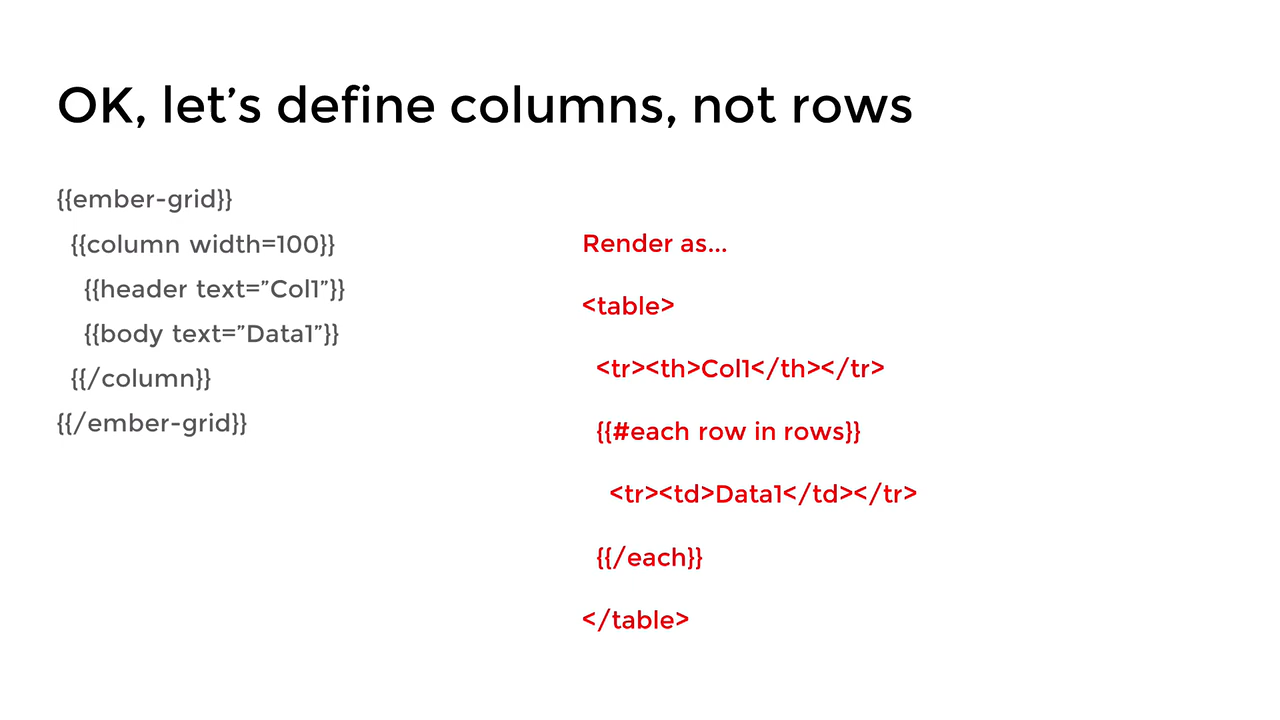 OK, let’s define columns, not rows
{{ember-grid}}
{{column width=100}}
{{header text=”Col1”}}
{{body text=”Data1”}}
{{/column}}
{{/ember-grid}}
Render as...
<table>
<tr><th>Col1</th></tr>
{{#each row in rows}}
<tr><td>Data1</td></tr>
{{/each}}
</table>